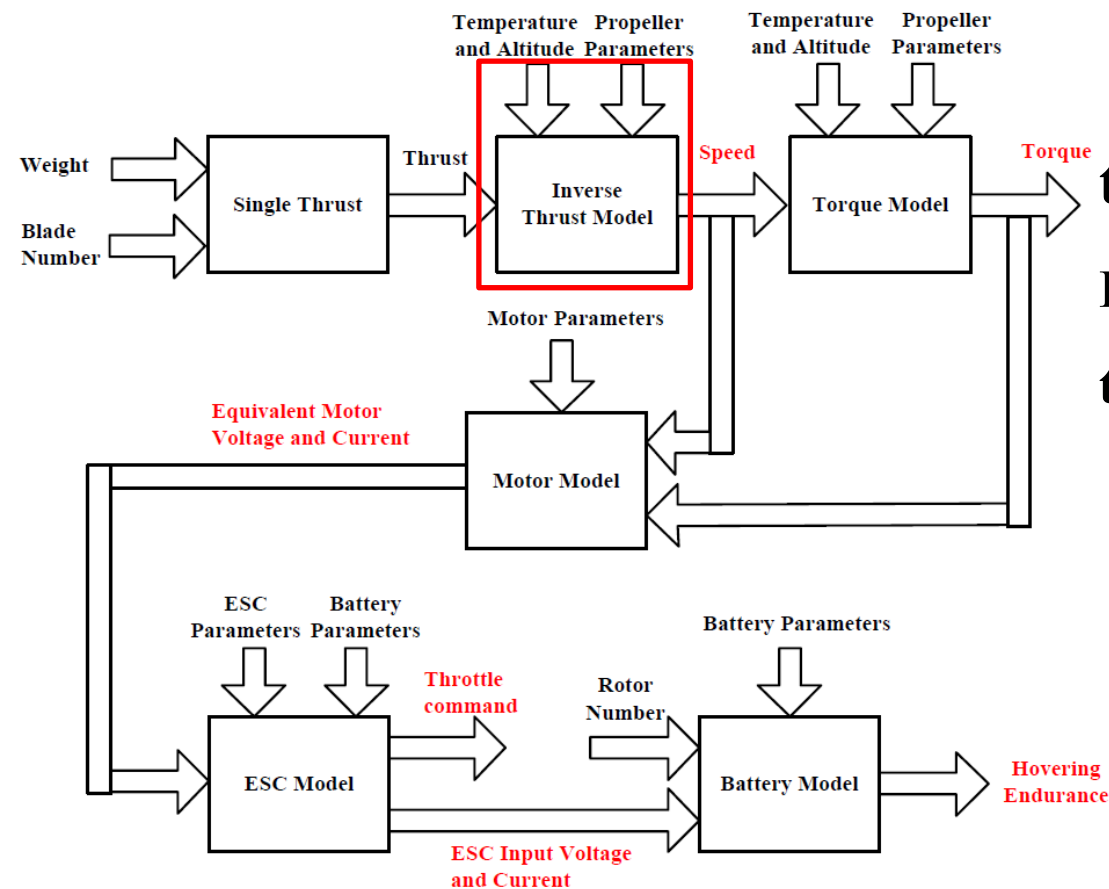 Temperature
and Altitude
Propeller
Parameters
Temperature
and Altitude
Propeller
Parameters
Weight
Blade
Number
Single Thrust
Thrust
Inverse
Thrust Model
Speed
Torque Model
Torque
Motor Parameters
Equivalent Motor
Voltage and Current
Motor Model
ESC
Parameters
Battery
Parameters
Throttle
command
ESC Model
ESC Input Voltage
and Current
Rotor
Number
Battery Parameters
Battery Model
Hovering
Endurance